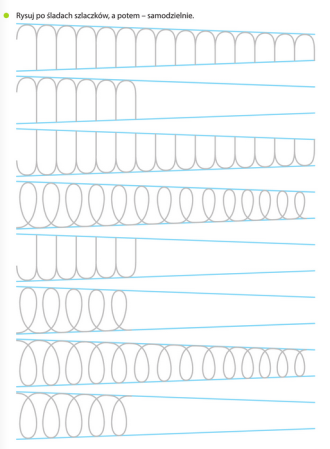 Rysuj po śladach szlaczków, a potem – samodzielnie.